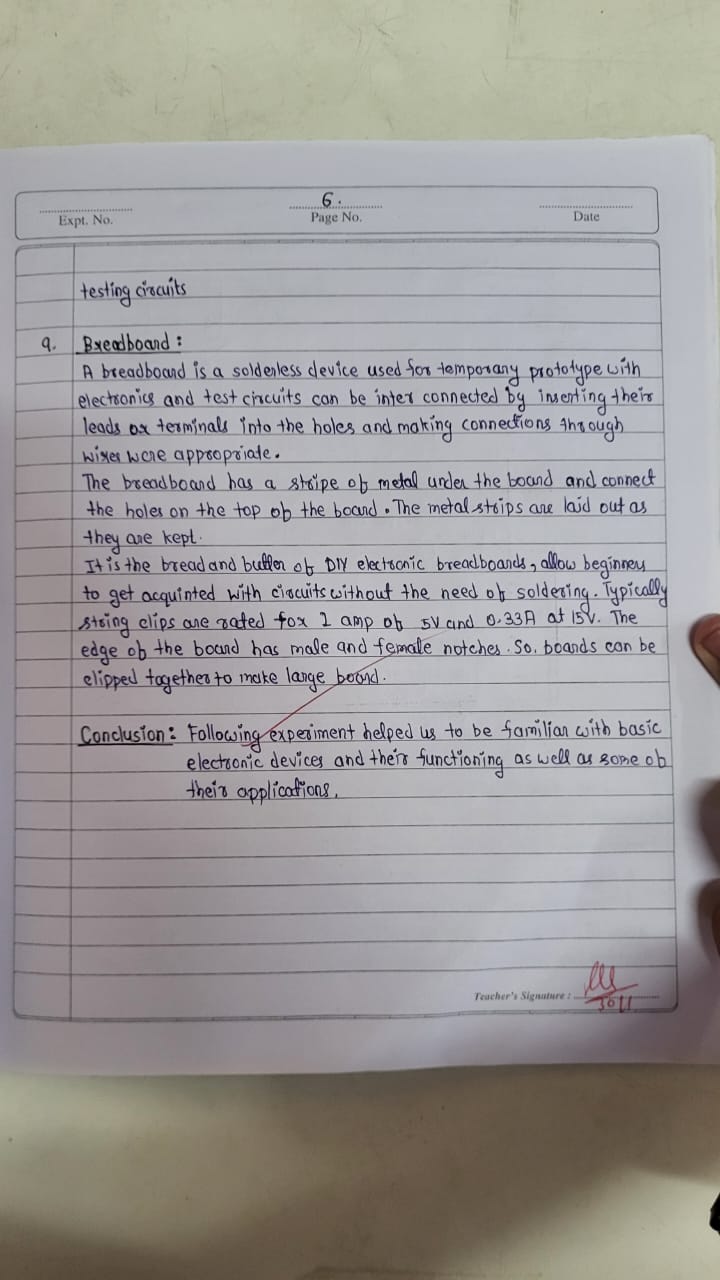 6.
Expt. No. Page No. Date
testing circuits
9. Breadboard :
A breadboard is a solderless device used for temporary prototype with
electronics and test circuits can be inter connected by inserting their
leads or terminals into the holes and making connections through
wires were appropriate.
The breadboard has a stripe of metal under the board and connect
the holes on the top of the board. The metal strips are laid out as
they are kept.
It is the bread and butter of DIY electronic breadboards, allow beginners
to get acquinted with circuits without the need of soldering. Typically
string clips are rated for 1 amp of 5V and 0.33A at 15V. The
edge of the board has male and female notches. So, boards can be
clipped together to make large board.
Conclusion : Following experiment helped us to be familiar with basic
electronic devices and their functioning as well as some of
their applications.
Teacher's Signature :